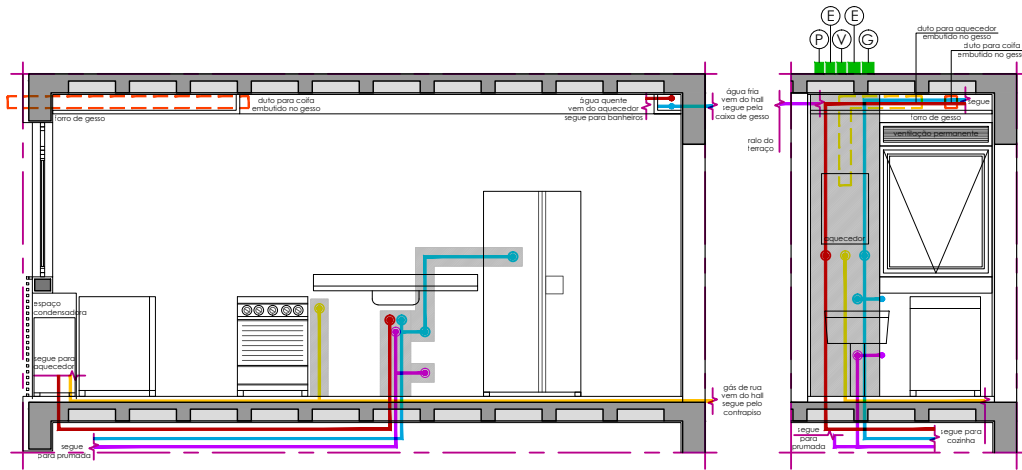 E E
P V G
duto para aquecedor
embutido no gesso
duto para coifa
embutido no gesso
duto para coifa
embutido no gesso
forro de gesso
água quente
vem do aquecedor
segue para banheiros
água fria
vem do hall
segue pela
caixa de gesso
ralo do
terraço
segue
forro de gesso
ventilação permanente
aquecedor
espaço
condensadora
segue para
aquecedor
gás de rua
vem do hall
segue pelo
contrapiso
segue
para prumada
segue
para
prumada
segue para
cozinha